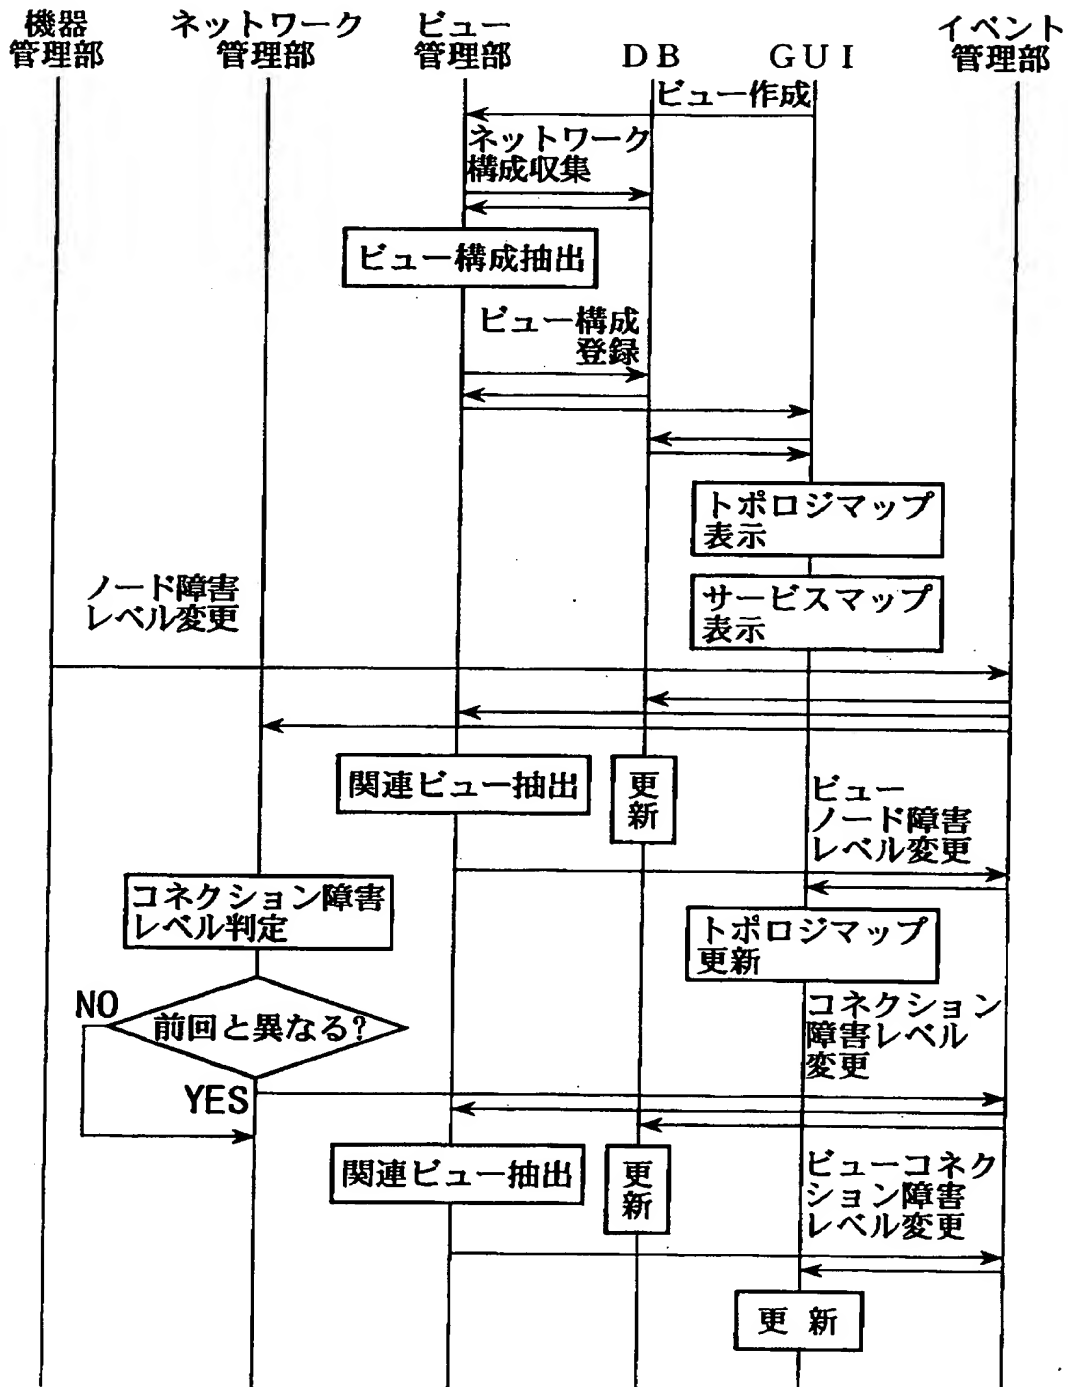 機器
管理部
ネットワーク
管理部
ビュー
管理部
DB
GUI
イベント
管理部
ビュー作成
ネットワーク
構成収集
ビュー構成抽出
ビュー構成
登録
トポロジマップ
表示
サービスマップ
表示
ノード障害
レベル変更
関連ビュー抽出
更
新
ビュー
ノード障害
レベル変更
コネクション障害
レベル判定
トポロジマップ
更新
NO
前回と異なる?
コネクション
障害レベル
変更
YES
関連ビュー抽出
更
新
ビューコネク
ション障害
レベル変更
更 新